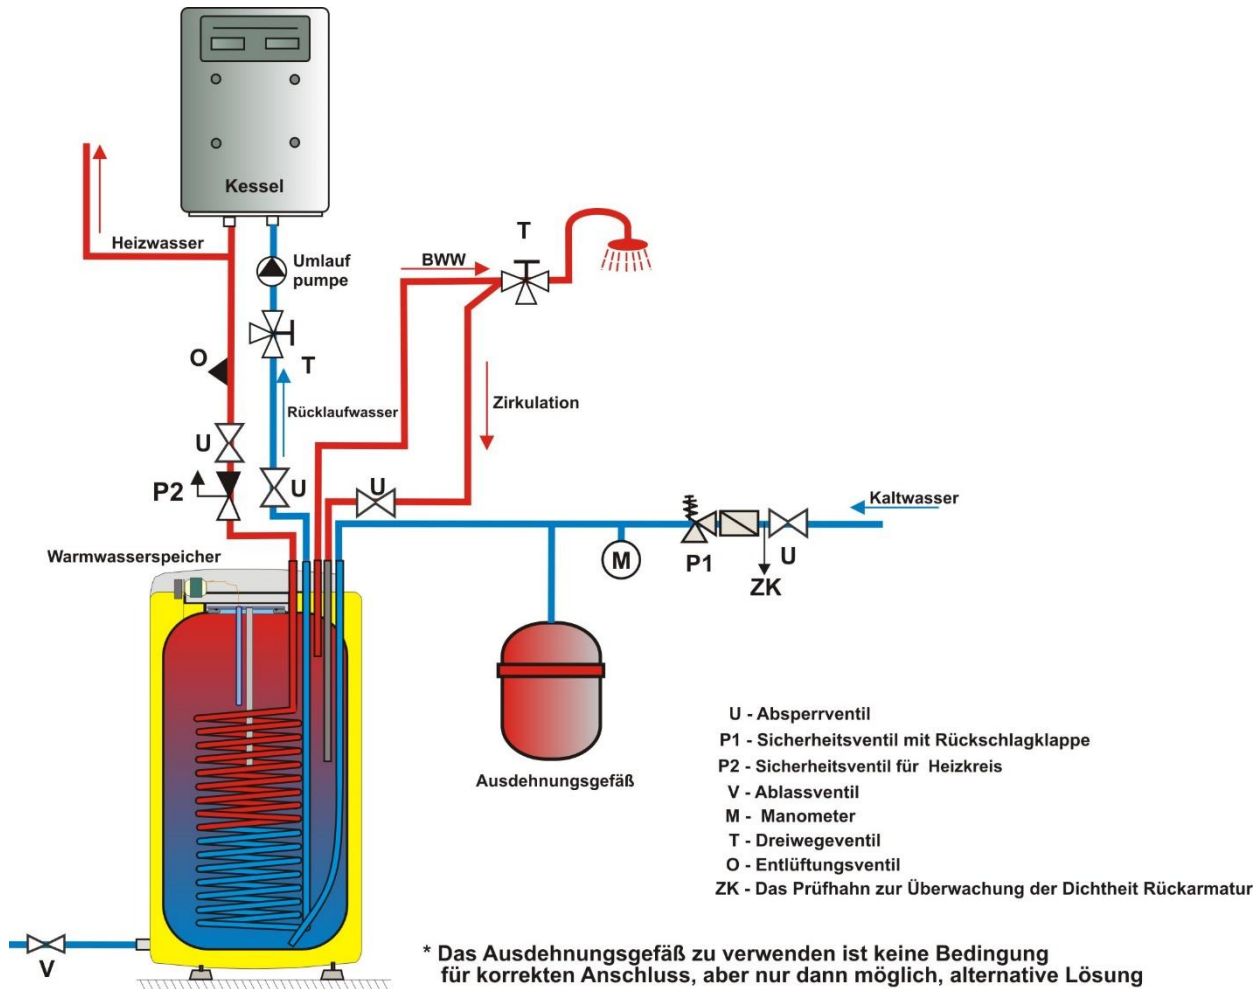 Kessel
Heizwasser
Umlauf
pumpe
T
BWW
O
T
Rücklaufwasser
Zirkulation
U
P2
U
U
Kaltwasser
M
P1
U
ZK
Warmwasserspeicher
Ausdehnungsgefäß
U - Absperrventil
P1 - Sicherheitsventil mit Rückschlagklappe
P2 - Sicherheitsventil für Heizkreis
V - Ablassventil
M - Manometer
T - Dreiwegeventil
O - Entlüftungsventil
ZK - Das Prüfhahn zur Überwachung der Dichtheit Rückarmatur
V
* Das Ausdehnungsgefäß zu verwenden ist keine Bedingung
für korrekten Anschluss, aber nur dann möglich, alternative Lösung